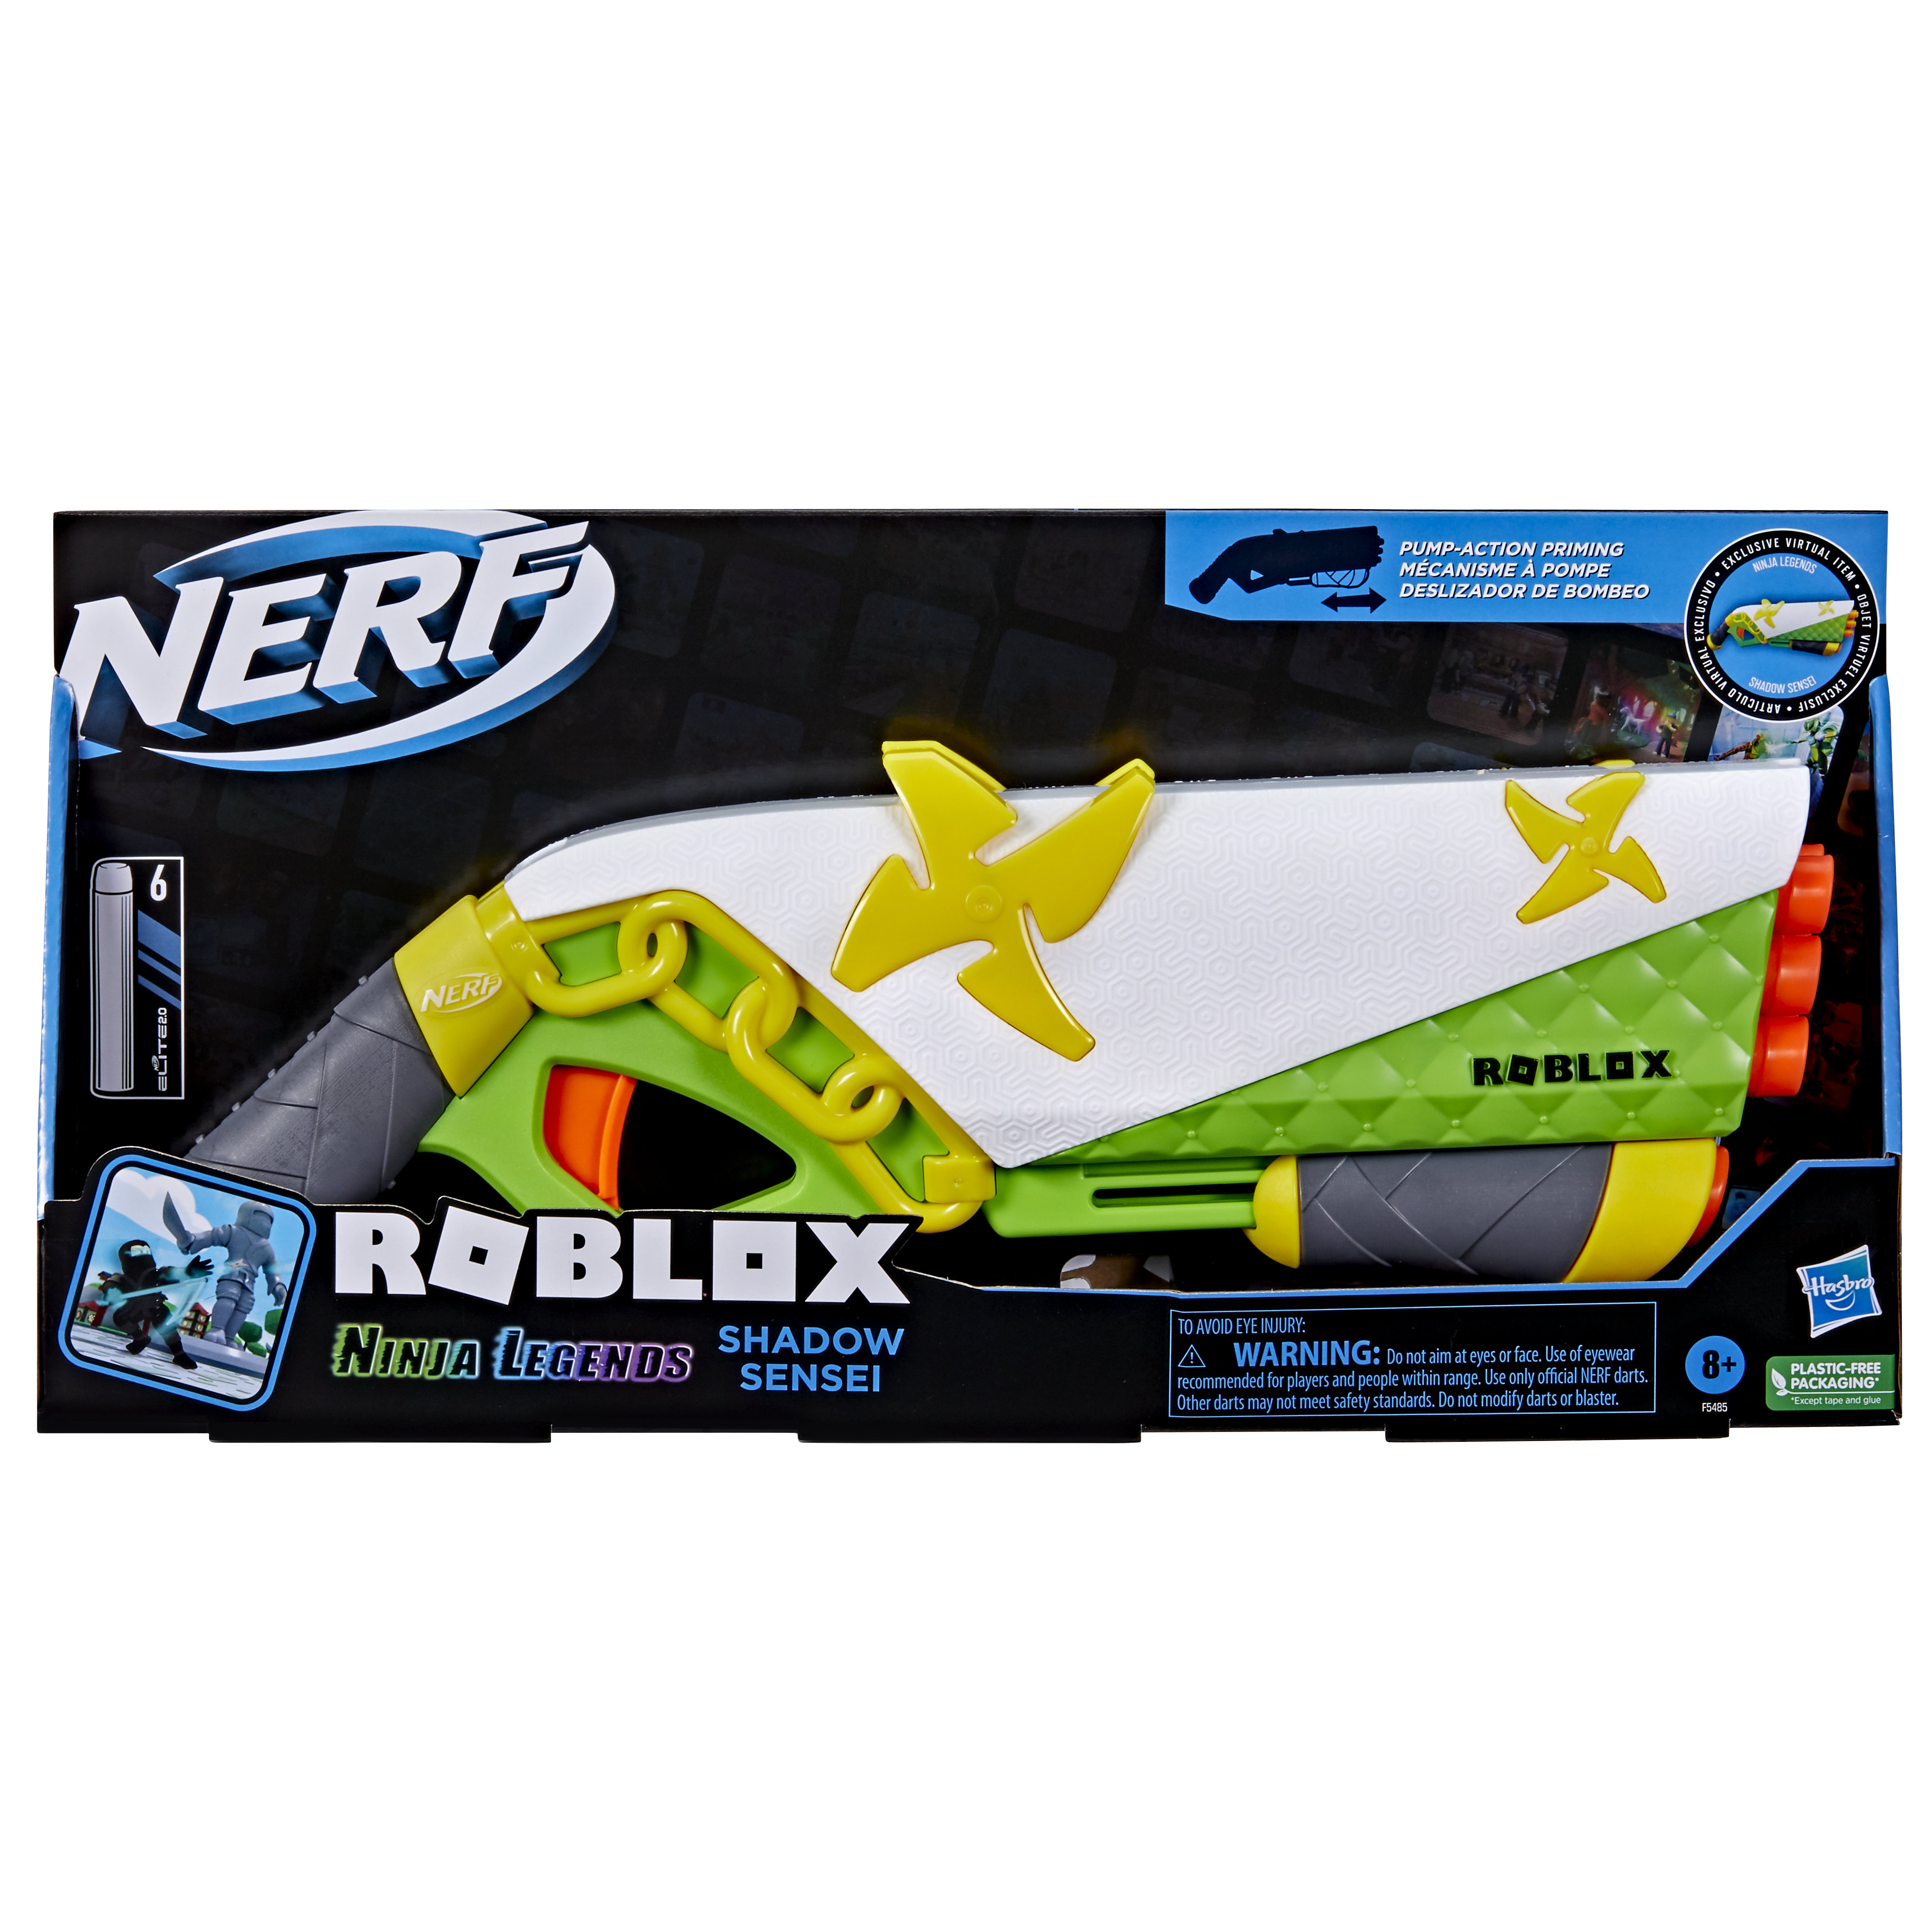 NERF
PUMP-ACTION PRIMING
MÉCANISME À POMPE
DESLIZADOR DE BOMBEO
• EXCLUSIVE VIRTUAL ITEM • OBJET VIRTUEL EXCLUSIF • ARTÍCULO VIRTUAL EXCLUSIVO
NINJA LEGENDS
SHADOW SENSEI
6
ELITE 2.0
NERF
ROBLOX
ROBLOX
NINJA LEGENDS
SHADOW
SENSEI
TO AVOID EYE INJURY:
WARNING: Do not aim at eyes or face. Use of eyewear
recommended for players and people within range. Use only official NERF darts.
Other darts may not meet safety standards. Do not modify darts or blaster.
8+
F5485
Hasbro
PLASTIC-FREE
PACKAGING*
*Except tape and glue